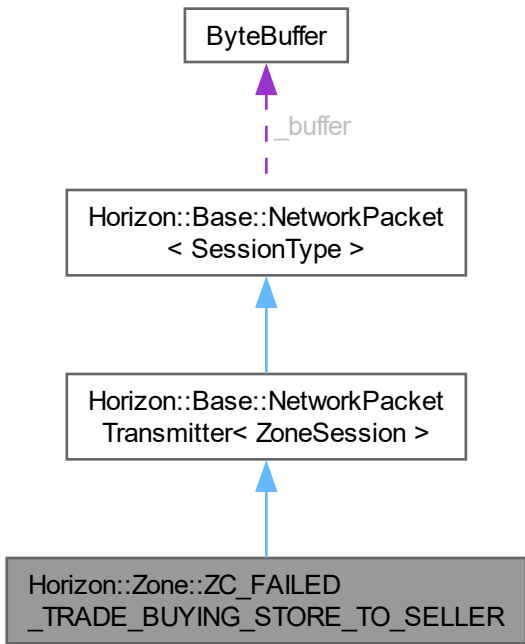 ByteBuffer
_buffer
Horizon::Base::NetworkPacket
< SessionType >
Horizon::Base::NetworkPacket
Transmitter< ZoneSession >
Horizon::Zone::ZC_FAILED
_TRADE_BUYING_STORE_TO_SELLER